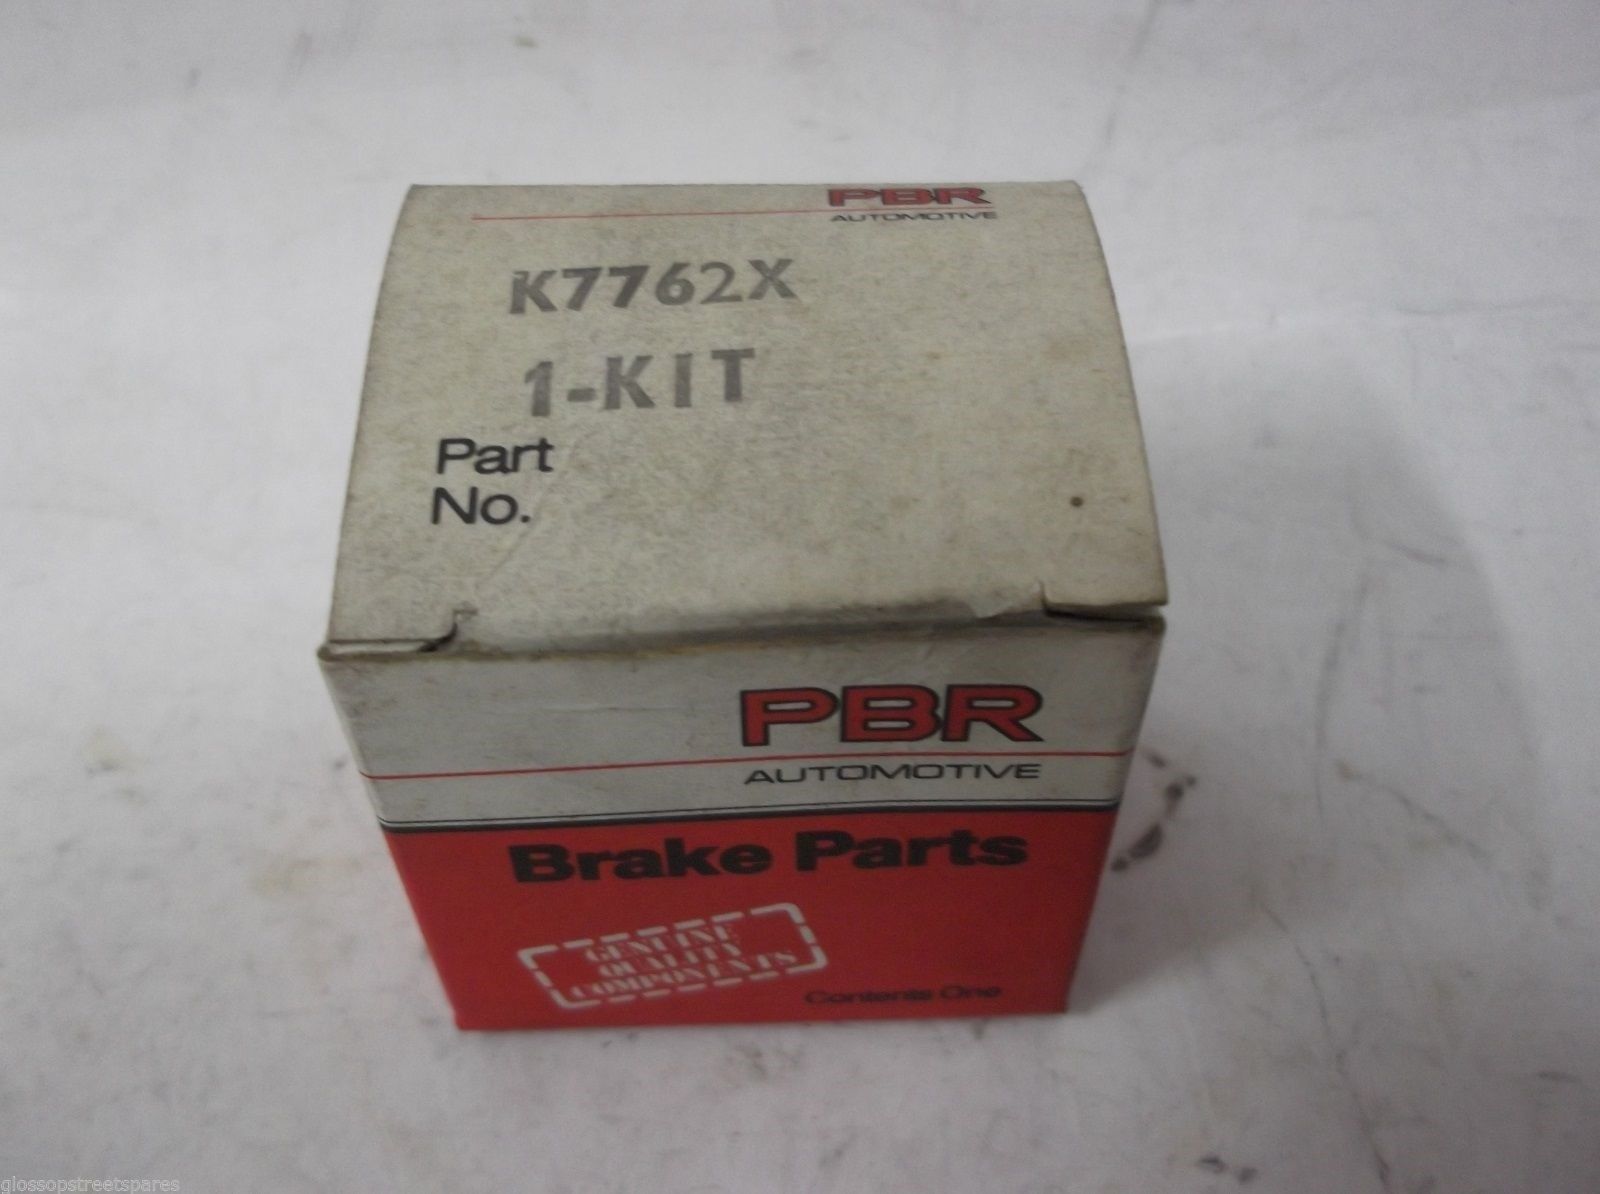 PBR
AUTOMOTIVE
K7762X
1-KIT
Part
No.
PBR
AUTOMOTIVE
Brake Parts
GENUINE
QUALITY
COMPONENTS
Contents One
glossopstreetspares